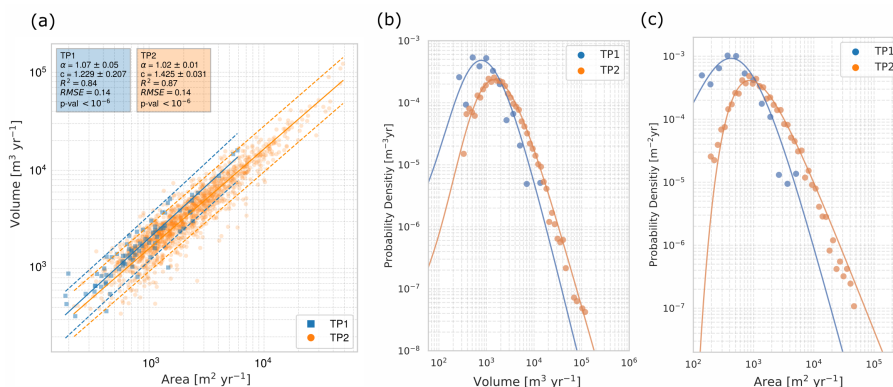 (a)
TP1
α = 1.07 ± 0.05
c = 1.229 ± 0.207
R² = 0.84
RMSE = 0.14
p-val < 10⁻⁶
TP2
α = 1.02 ± 0.01
c = 1.425 ± 0.031
R² = 0.87
RMSE = 0.14
p-val < 10⁻⁶
Volume [m³ yr⁻¹]
10⁵
10⁴
10³
TP1
TP2
10³
10⁴
Area [m² yr⁻¹]
(b)
TP1
TP2
Probability Densitiy [m⁻³yr]
10⁻³
10⁻⁴
10⁻⁵
10⁻⁶
10⁻⁷
10⁻⁸
10²
10³
10⁴
10⁵
10⁶
Volume [m³ yr⁻¹]
(c)
TP1
TP2
Probability Densitiy [m⁻²yr]
10⁻³
10⁻⁴
10⁻⁵
10⁻⁶
10⁻⁷
10²
10³
10⁴
10⁵
Area [m² yr⁻¹]